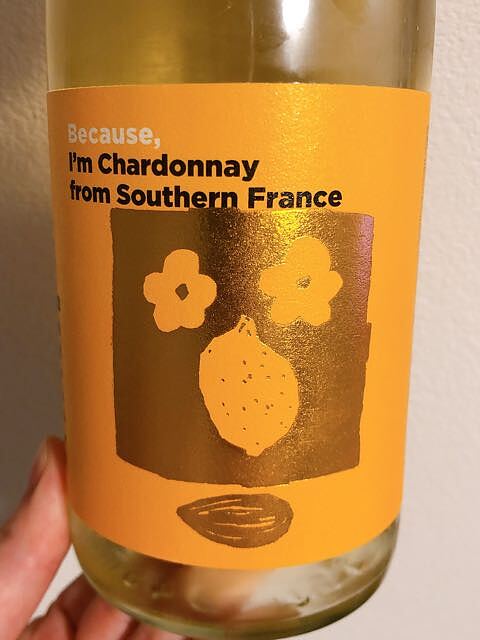 Because,
I'm Chardonnay
from Southern France